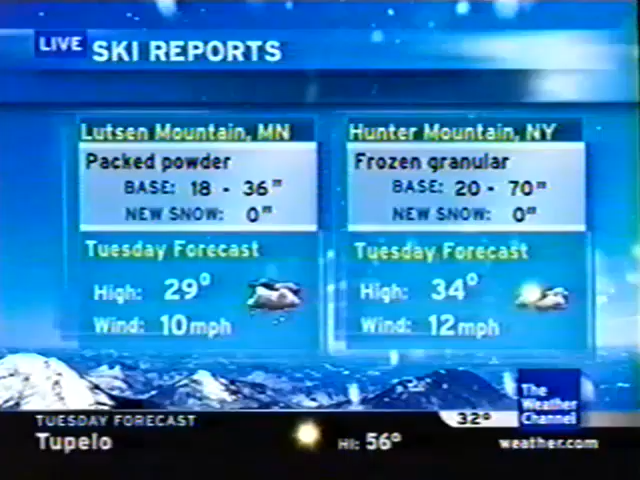 LIVE SKI REPORTS
Lutsen Mountain, MN
Packed powder
BASE: 18 - 36"
NEW SNOW: 0"
Tuesday Forecast
High: 29°
Wind: 10mph
Hunter Mountain, NY
Frozen granular
BASE: 20 - 70"
NEW SNOW: 0"
Tuesday Forecast
High: 34°
Wind: 12mph
32°
The
Weather
Channel
TUESDAY FORECAST
Tupelo
HI: 56°
weather.com